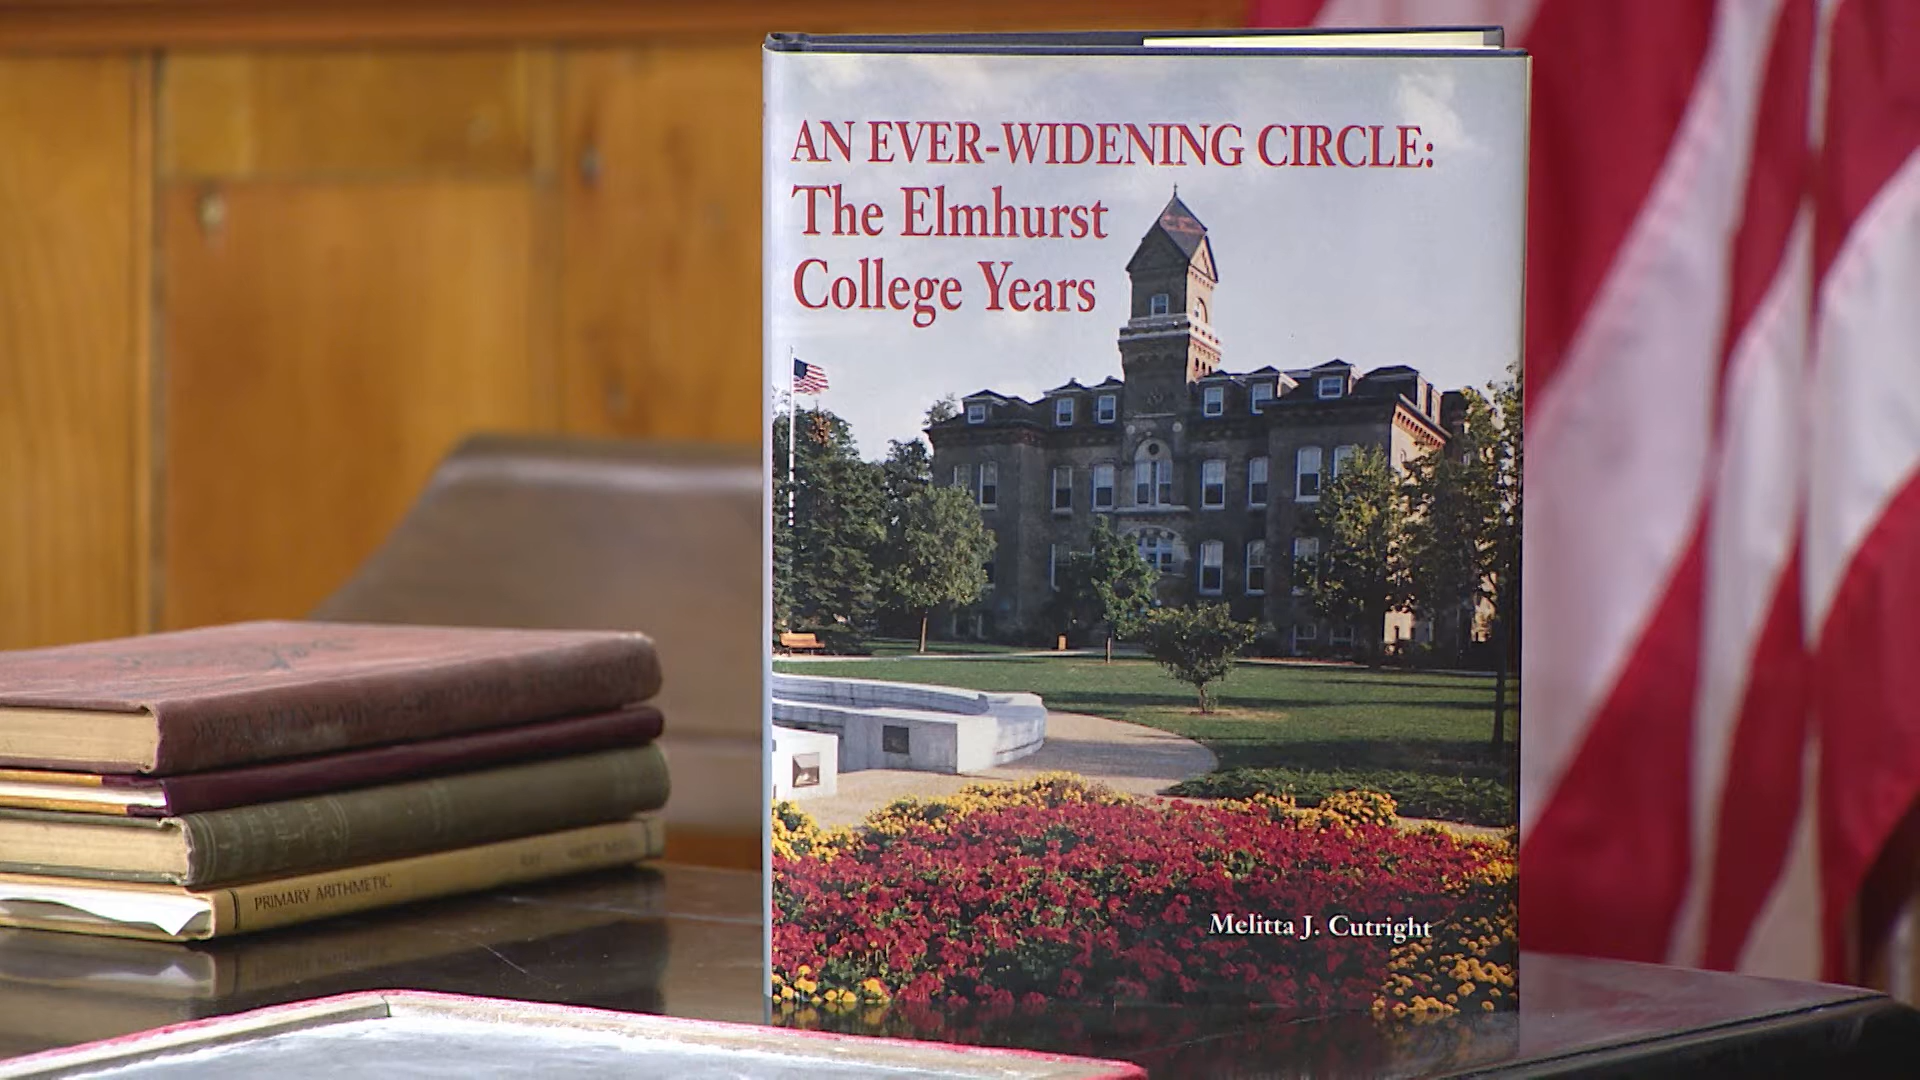 AN EVER-WIDENING CIRCLE:
The Elmhurst
College Years
Melitta J. Cutright
PRIMARY ARITHMETIC